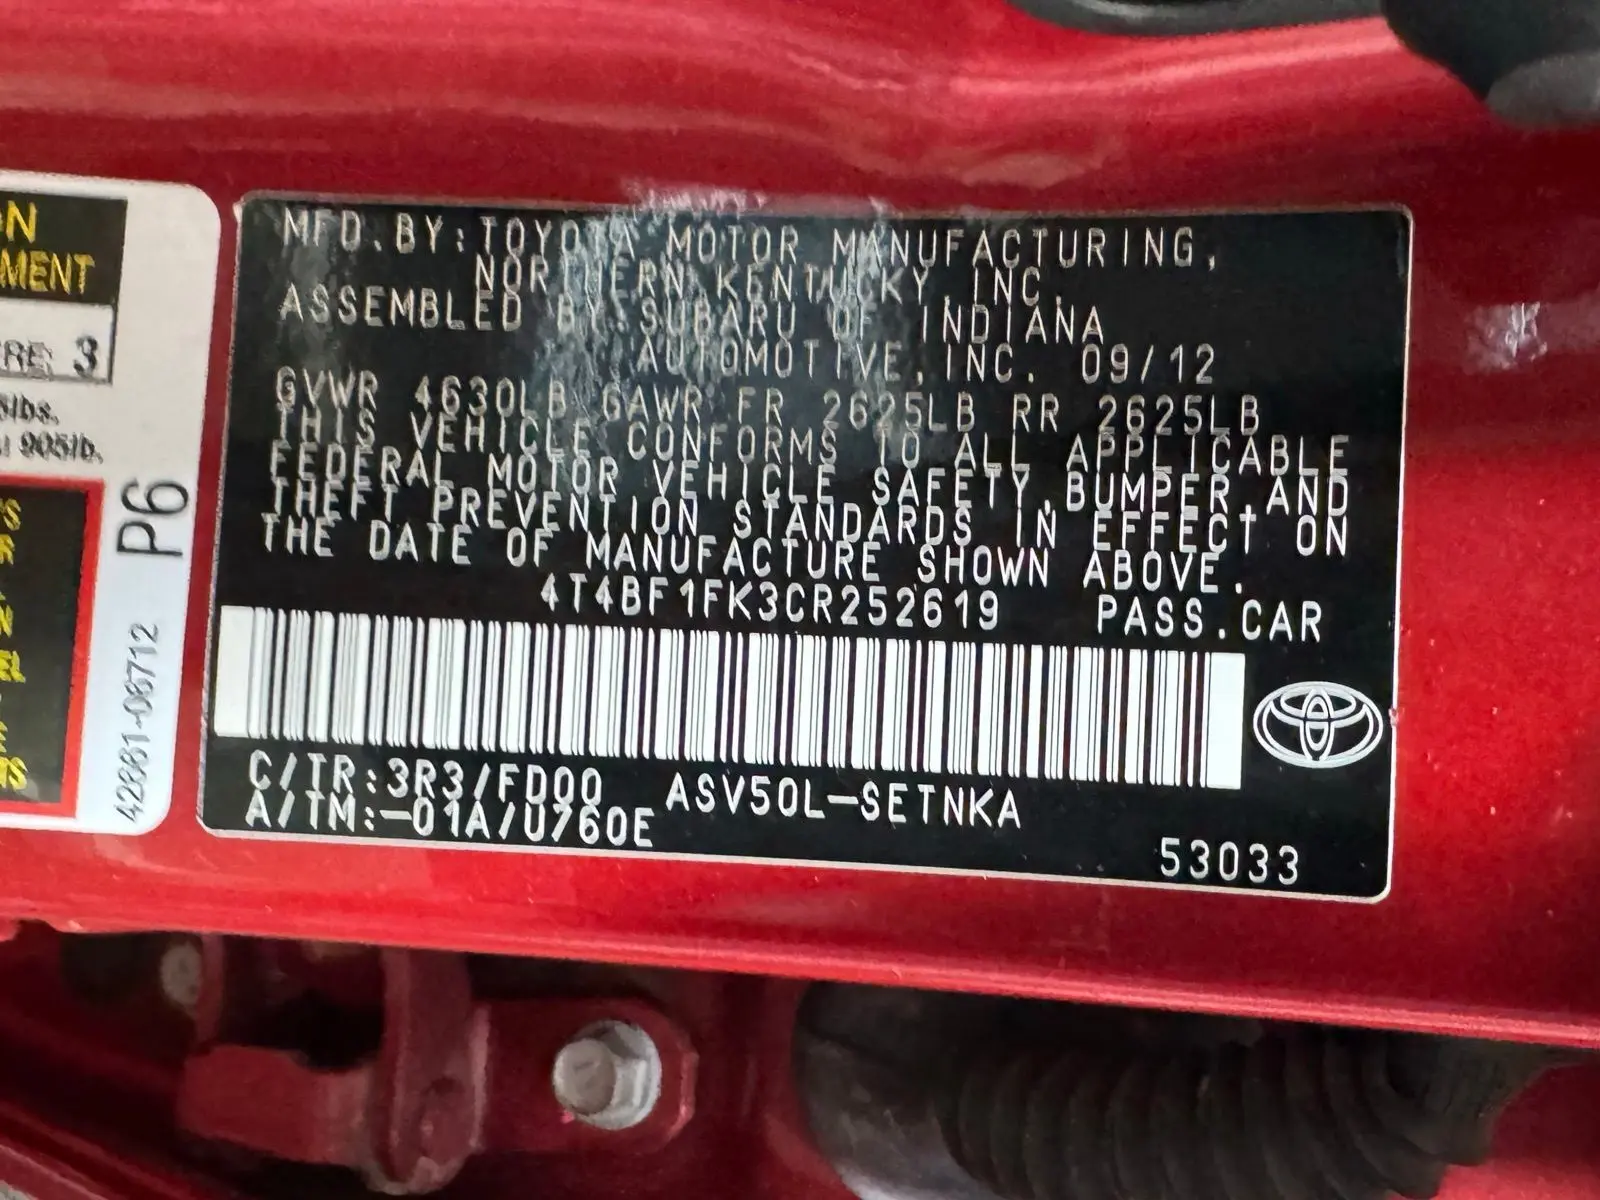 MFD.BY:TOYOTA MOTOR MANUFACTURING,
NORTHERN KENTUCKY,INC.
ASSEMBLED BY:SUBARU OF INDIANA
AUTOMOTIVE,INC. 09/12
GVWR 4630LB GAWR FR 2625LB RR 2625LB
THIS VEHICLE CONFORMS TO ALL APPLICABLE
FEDERAL MOTOR VEHICLE SAFETY,BUMPER,AND
THEFT PREVENTION STANDARDS IN EFFECT ON
THE DATE OF MANUFACTURE SHOWN ABOVE.
4T4BF1FK3CR252619 PASS.CAR
C/TR:3R3/FD00 ASV50L-SETNKA
A/TM:-01A/U760E
53033
MENT
3
lbs.
905lb.
P6
42861-06712